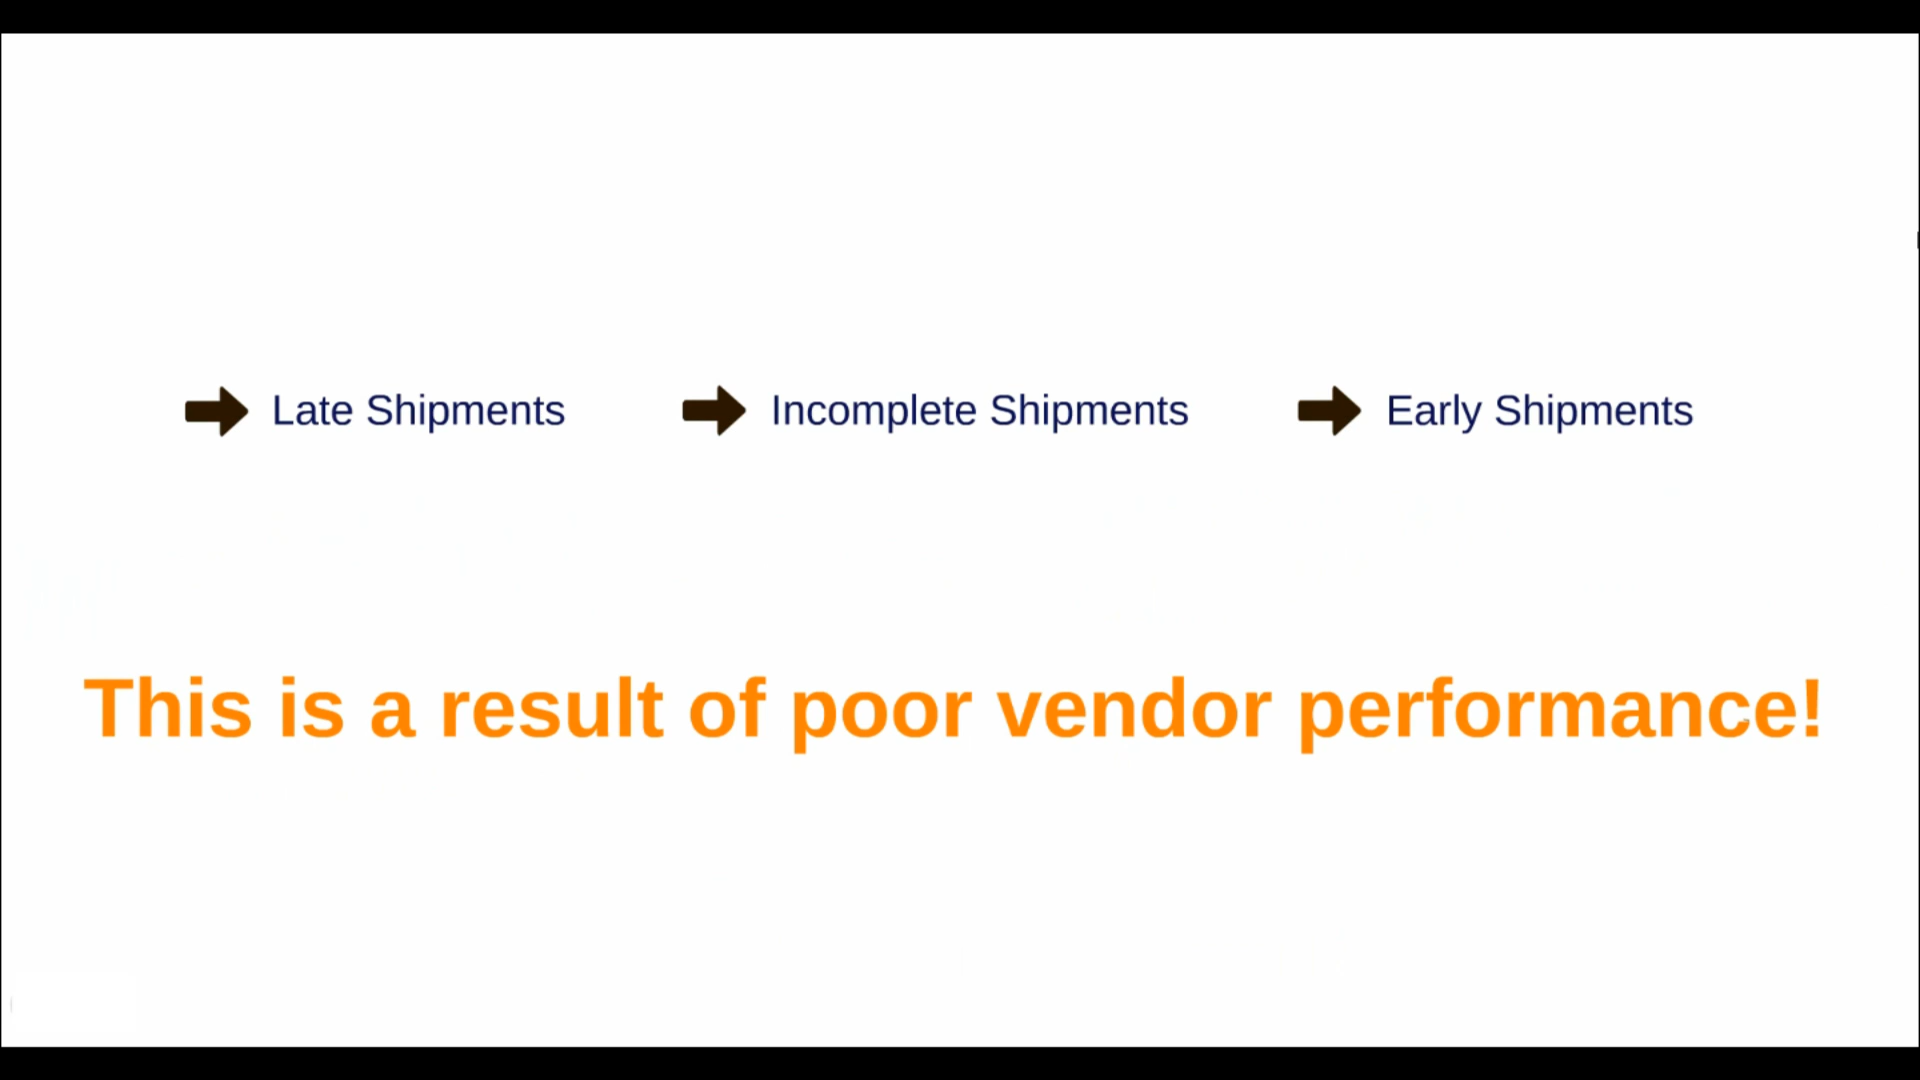 Late Shipments Incomplete Shipments Early Shipments
This is a result of poor vendor performance!